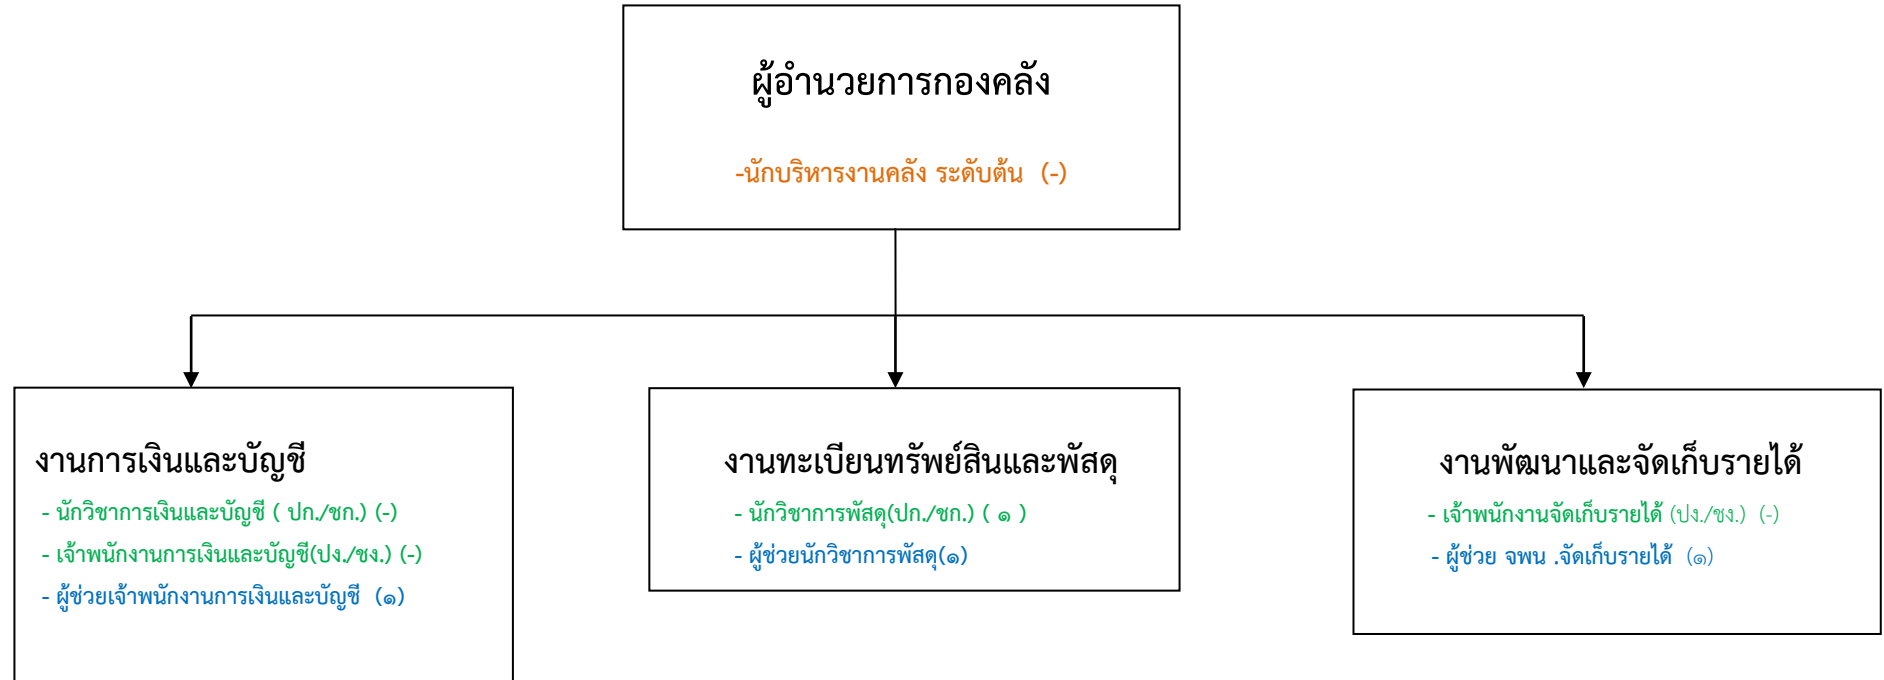 ผู้อำนวยการกองคลัง
-นักบริหารงานคลัง ระดับต้น (-)
งานการเงินและบัญชี
- นักวิชาการเงินและบัญชี ( ปก./ชก.) (-)
- เจ้าพนักงานการเงินและบัญชี(ปง./ชง.) (-)
- ผู้ช่วยเจ้าพนักงานการเงินและบัญชี (๑)
งานทะเบียนทรัพย์สินและพัสดุ
- นักวิชาการพัสดุ(ปก./ชก.) ( ๑ )
- ผู้ช่วยนักวิชาการพัสดุ(๑)
งานพัฒนาและจัดเก็บรายได้
- เจ้าพนักงานจัดเก็บรายได้ (ปง./ชง.) (-)
- ผู้ช่วย จพน .จัดเก็บรายได้ (๑)